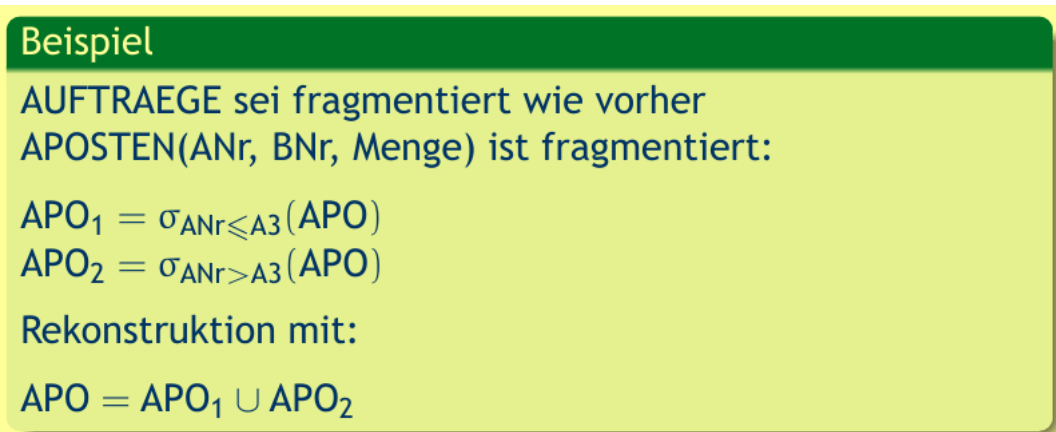 Beispiel
AUFTRAEGE sei fragmentiert wie vorher
APOSTEN(ANr, BNr, Menge) ist fragmentiert:
APO₁ = σ_ANr⩽A3(APO)
APO₂ = σ_ANr>A3(APO)
Rekonstruktion mit:
APO = APO₁ ∪ APO₂